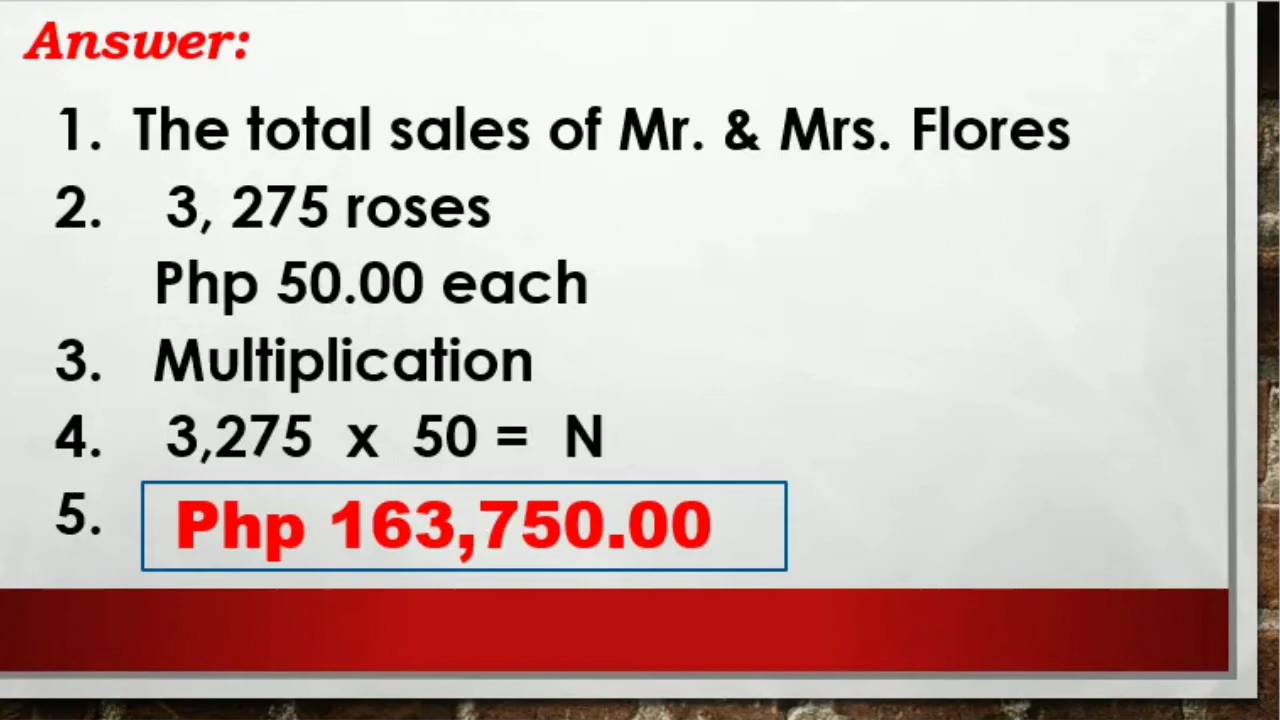 Answer:
1. The total sales of Mr. & Mrs. Flores
2. 3, 275 roses
Php 50.00 each
3. Multiplication
4. 3,275 x 50 = N
5. Php 163,750.00